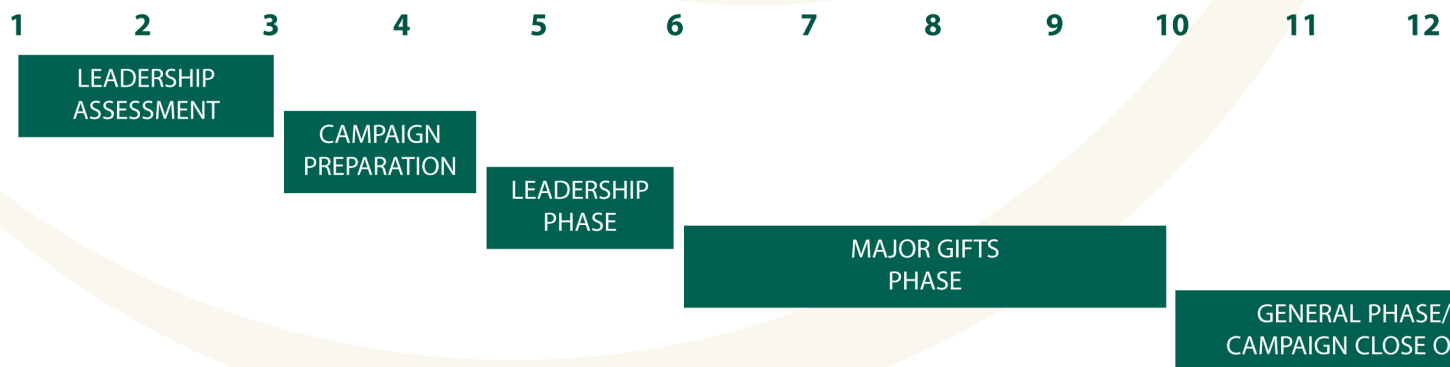 1 2 3 4 5 6 7 8 9 10 11 12
LEADERSHIP
ASSESSMENT
CAMPAIGN
PREPARATION
LEADERSHIP
PHASE
MAJOR GIFTS
PHASE
GENERAL PHASE/
CAMPAIGN CLOSE O